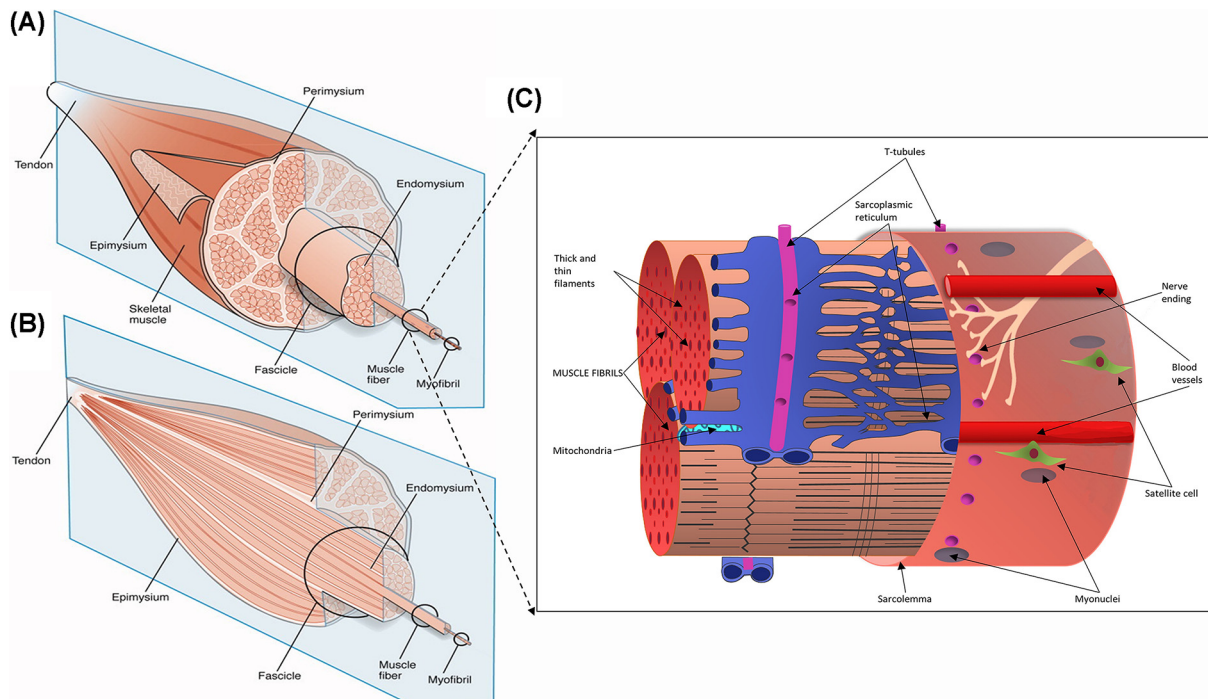 (A)
Perimysium
Tendon
Endomysium
Epimysium
Skeletal
muscle
Fascicle
Muscle
fiber
Myofibril
(B)
Perimysium
Tendon
Endomysium
Epimysium
Fascicle
Muscle
fiber
Myofibril
(C)
T-tubules
Sarcoplasmic
reticulum
Thick and
thin
filaments
Nerve
ending
MUSCLE FIBRILS
Blood
vessels
Mitochondria
Satellite cell
Sarcolemma
Myonuclei